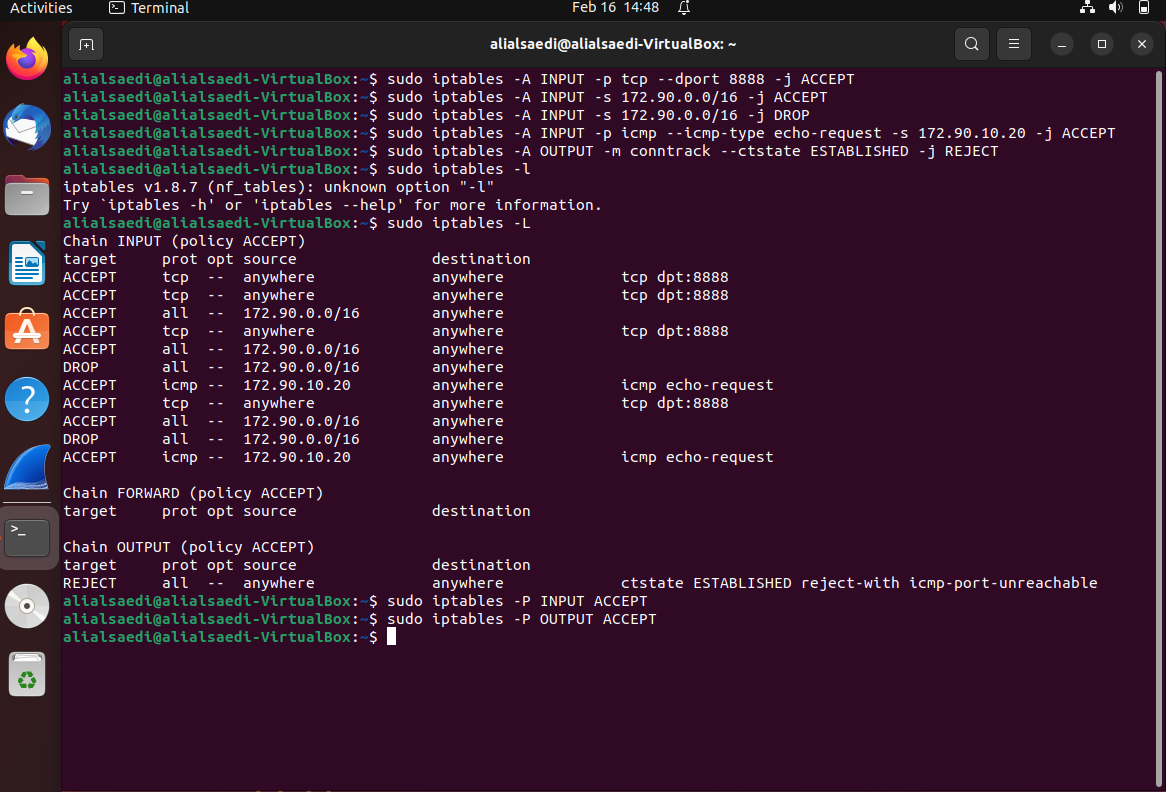 Activities Terminal Feb 16 14:48
alialsaedi@alialsaedi-VirtualBox: ~
alialsaedi@alialsaedi-VirtualBox:~$ sudo iptables -A INPUT -p tcp --dport 8888 -j ACCEPT
alialsaedi@alialsaedi-VirtualBox:~$ sudo iptables -A INPUT -s 172.90.0.0/16 -j ACCEPT
alialsaedi@alialsaedi-VirtualBox:~$ sudo iptables -A INPUT -s 172.90.0.0/16 -j DROP
alialsaedi@alialsaedi-VirtualBox:~$ sudo iptables -A INPUT -p icmp --icmp-type echo-request -s 172.90.10.20 -j ACCEPT
alialsaedi@alialsaedi-VirtualBox:~$ sudo iptables -A OUTPUT -m conntrack --ctstate ESTABLISHED -j REJECT
alialsaedi@alialsaedi-VirtualBox:~$ sudo iptables -l
iptables v1.8.7 (nf_tables): unknown option "-l"
Try `iptables -h' or 'iptables --help' for more information.
alialsaedi@alialsaedi-VirtualBox:~$ sudo iptables -L
Chain INPUT (policy ACCEPT)
target     prot opt source               destination
ACCEPT     tcp  --  anywhere             anywhere             tcp dpt:8888
ACCEPT     tcp  --  anywhere             anywhere             tcp dpt:8888
ACCEPT     all  --  172.90.0.0/16        anywhere
ACCEPT     tcp  --  anywhere             anywhere             tcp dpt:8888
ACCEPT     all  --  172.90.0.0/16        anywhere
DROP       all  --  172.90.0.0/16        anywhere
ACCEPT     icmp --  172.90.10.20         anywhere             icmp echo-request
ACCEPT     tcp  --  anywhere             anywhere             tcp dpt:8888
ACCEPT     all  --  172.90.0.0/16        anywhere
DROP       all  --  172.90.0.0/16        anywhere
ACCEPT     icmp --  172.90.10.20         anywhere             icmp echo-request
Chain FORWARD (policy ACCEPT)
target     prot opt source               destination
Chain OUTPUT (policy ACCEPT)
target     prot opt source               destination
REJECT     all  --  anywhere             anywhere             ctstate ESTABLISHED reject-with icmp-port-unreachable
alialsaedi@alialsaedi-VirtualBox:~$ sudo iptables -P INPUT ACCEPT
alialsaedi@alialsaedi-VirtualBox:~$ sudo iptables -P OUTPUT ACCEPT
alialsaedi@alialsaedi-VirtualBox:~$